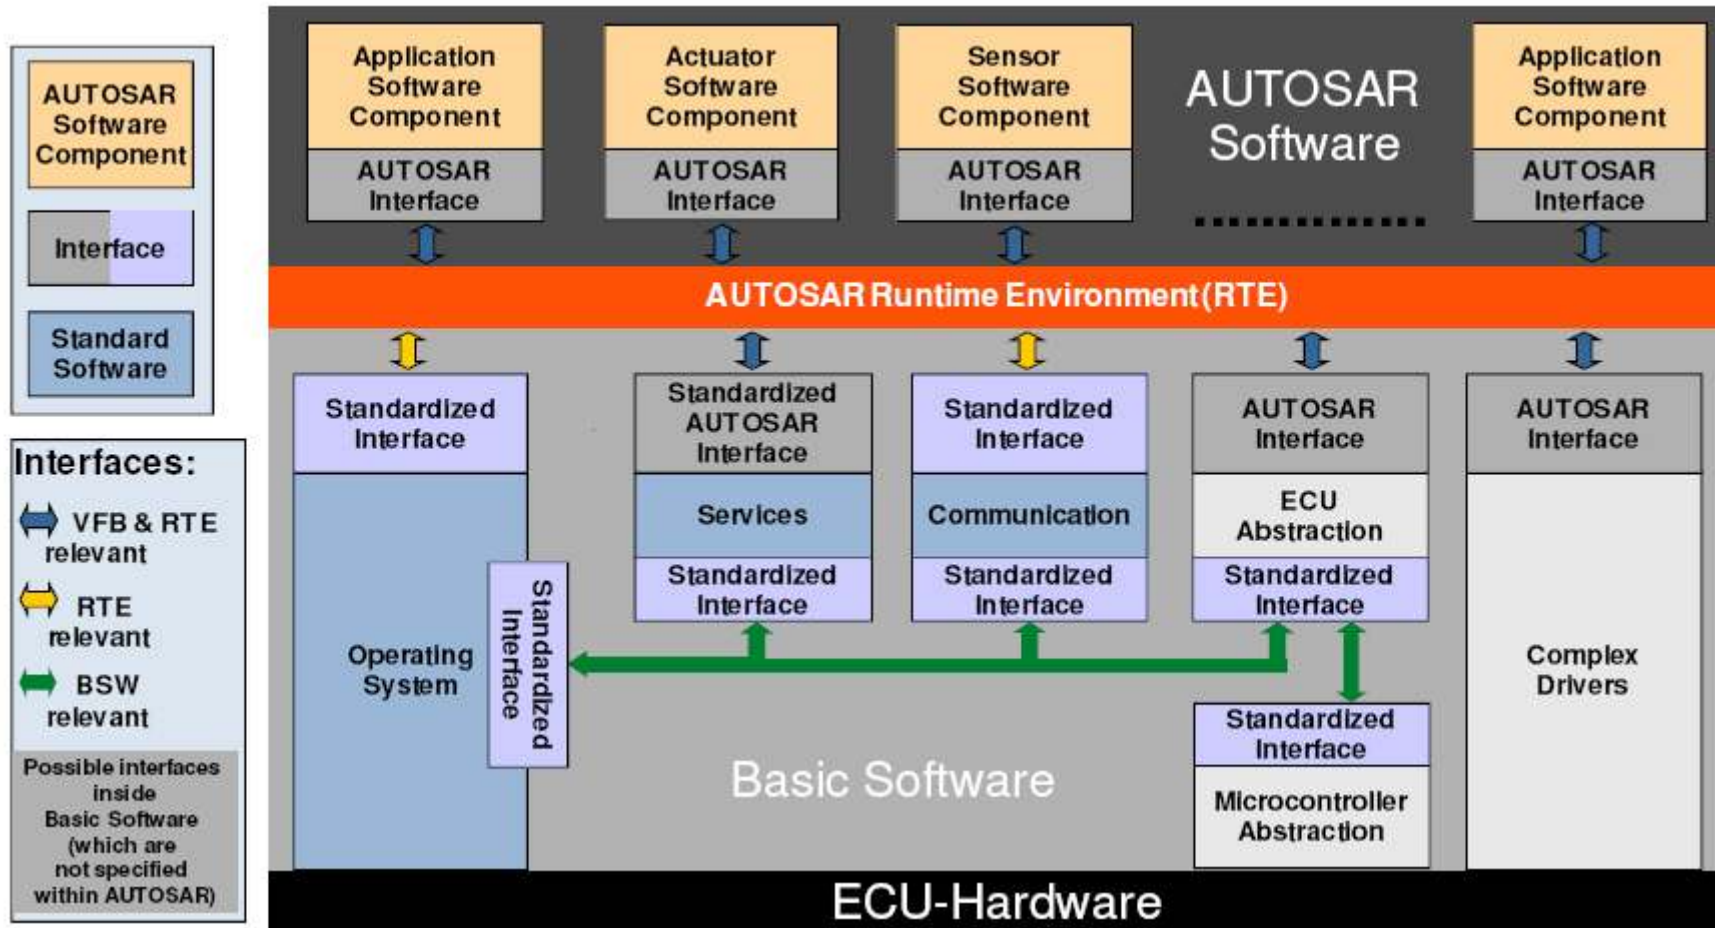 AUTOSAR
Software
Component
Interface
Standard
Software
Interfaces:
VFB & RTE
relevant
RTE
relevant
BSW
relevant
Possible interfaces
inside
Basic Software
(which are
not specified
within AUTOSAR)
Application
Software
Component
AUTOSAR
Interface
Actuator
Software
Component
AUTOSAR
Interface
Sensor
Software
Component
AUTOSAR
Interface
AUTOSAR
Software
Application
Software
Component
AUTOSAR
Interface
AUTOSAR Runtime Environment(RTE)
Standardized
Interface
Operating
System
Standardized
Interface
Standardized
AUTOSAR
Interface
Services
Standardized
Interface
Standardized
Interface
Communication
Standardized
Interface
AUTOSAR
Interface
ECU
Abstraction
Standardized
Interface
Standardized
Interface
Microcontroller
Abstraction
AUTOSAR
Interface
Complex
Drivers
Basic Software
ECU-Hardware